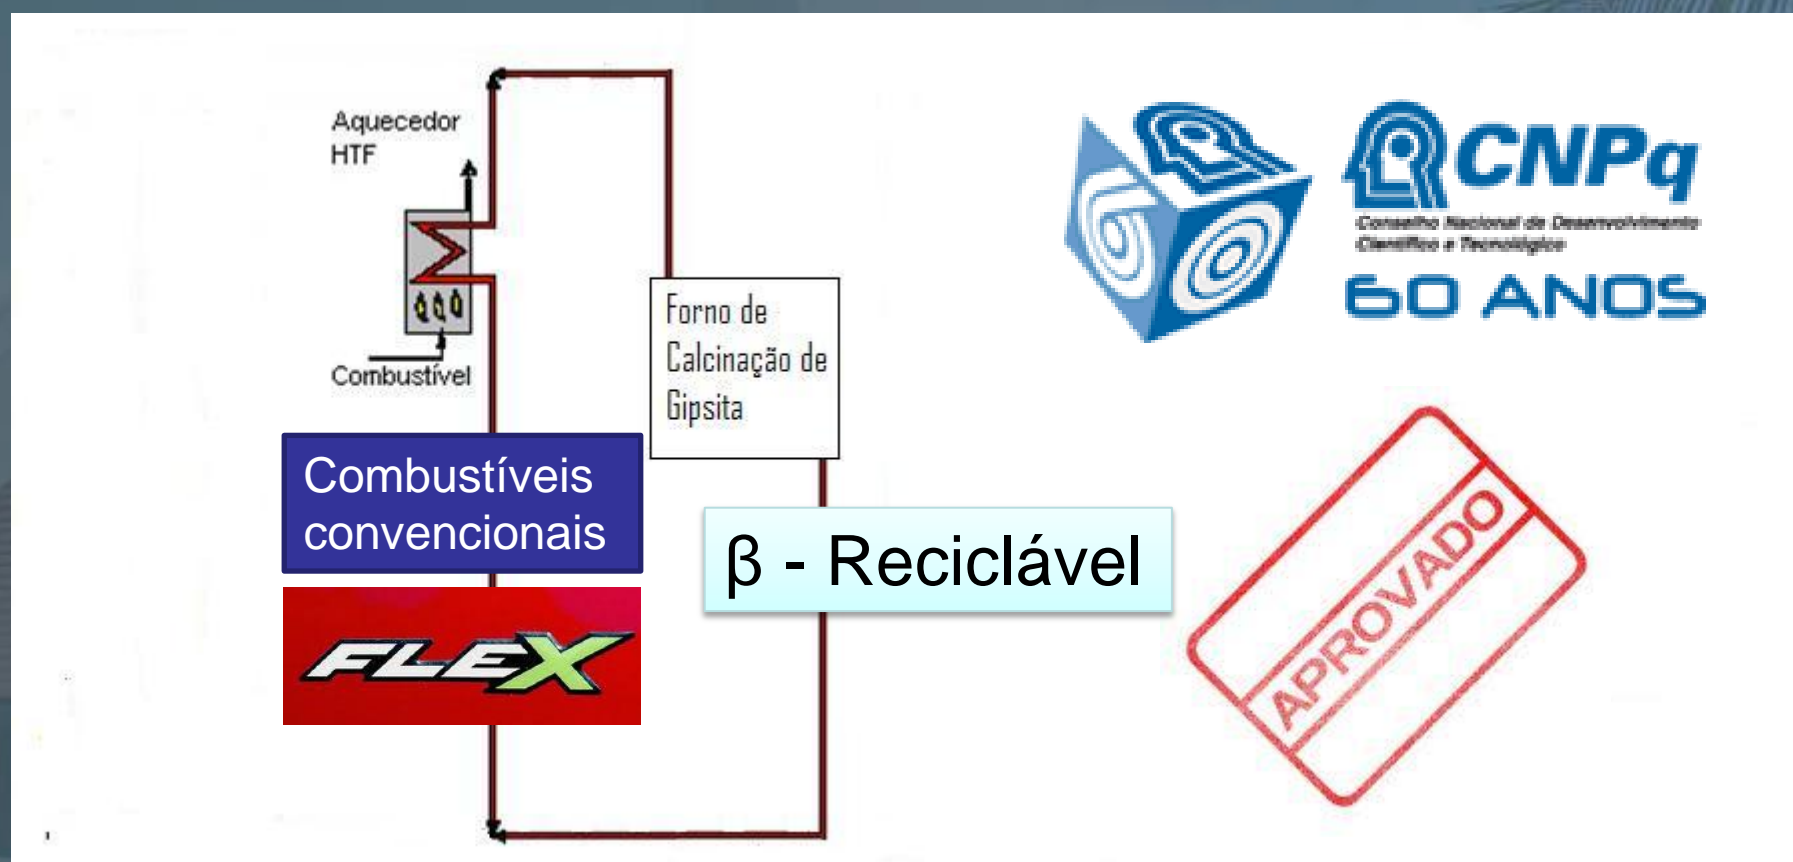 Aquecedor
HTF
Combustível
Forno de
Calcinação de
Gipsita
Combustíveis
convencionais
FLEX
β - Reciclável
CNPq
Conselho Nacional de Desenvolvimento
Científico e Tecnológico
60 ANOS
APROVADO